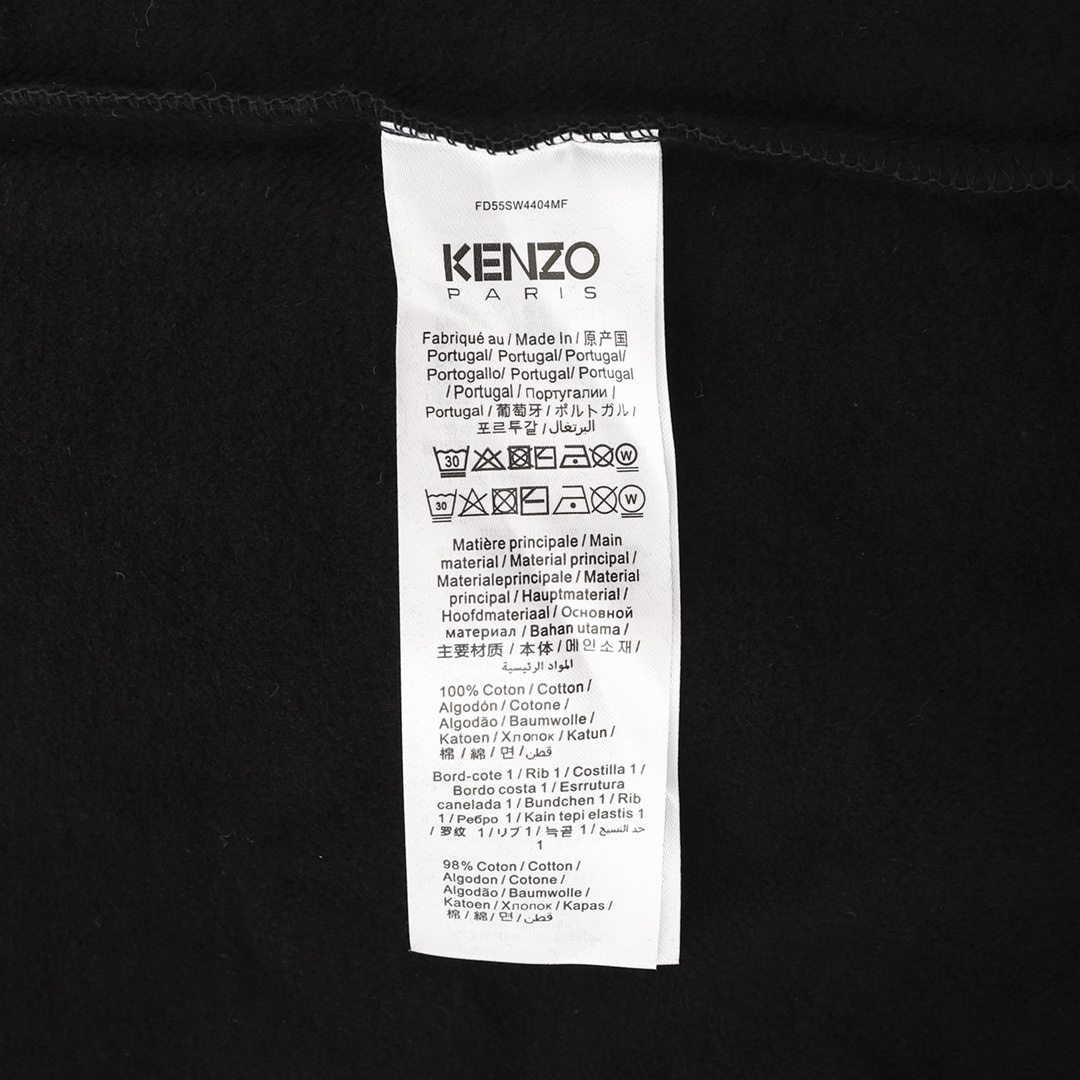 FD55SW4404MF
KENZO
PARIS
Fabriqué au / Made In / 原产国
Portugal/ Portugal/ Portugal/
Portogallo/ Portugal/ Portugal
/ Portugal / Португалии /
Portugal / 葡萄牙 / ポルトガル /
포르투갈 / البرتغال
30 W
30 W
Matière principale / Main
material / Material principal /
Materialeprincipale / Material
principal / Hauptmaterial /
Hoofdmateriaal / Основной
материал / Bahan utama /
主要材质 / 本体 / 메인소재 /
المواد الرئيسية
100% Coton / Cotton /
Algodón / Cotone /
Algodão / Baumwolle /
Katoen / Хлопок / Katun /
棉 / 綿 / 면 / قطن
Bord-cote 1 / Rib 1 / Costilla 1 /
Bordo costa 1 / Esrrutura
canelada 1 / Bundchen 1 / Rib
1 / Ребро 1 / Kain tepi elastis 1
/ 罗纹 1 / リブ 1 / 늑골 1 / حد النسيج
1
98% Coton / Cotton /
Algodon / Cotone /
Algodão / Baumwolle /
Katoen / Хлопок / Kapas /
棉 / 綿 / 면 / قطن